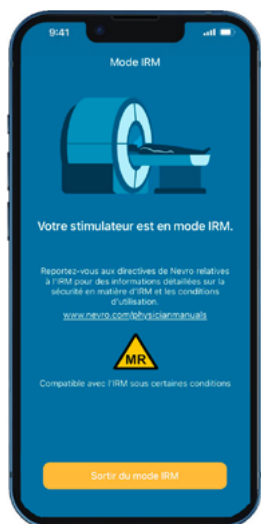 9:41
Mode IRM
Votre stimulateur est en mode IRM.
Reportez-vous aux directives de Nevro relatives
à l'IRM pour des informations détaillées sur la
sécurité en matière d'IRM et les conditions
d'utilisation.
www.nevro.com/physicianmanuals
MR
Compatible avec l'IRM sous certaines conditions
Sortir du mode IRM